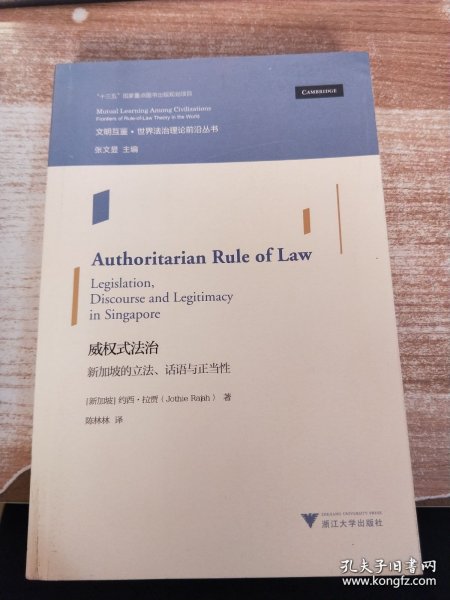 “十三五”国家重点图书出版规划项目
CAMBRIDGE
Mutual Learning Among Civilizations
Frontiers of Rule-of-Law Theory in the World
文明互鉴·世界法治理论前沿丛书
张文显 主编
Authoritarian Rule of Law
Legislation,
Discourse and Legitimacy
in Singapore
威权式法治
新加坡的立法、话语与正当性
［新加坡］约西·拉贾（Jothie Rajah） 著
陈林林 译
ZHEJIANG UNIVERSITY PRESS
浙江大学出版社
孔夫子旧书网
www.kongfz.com